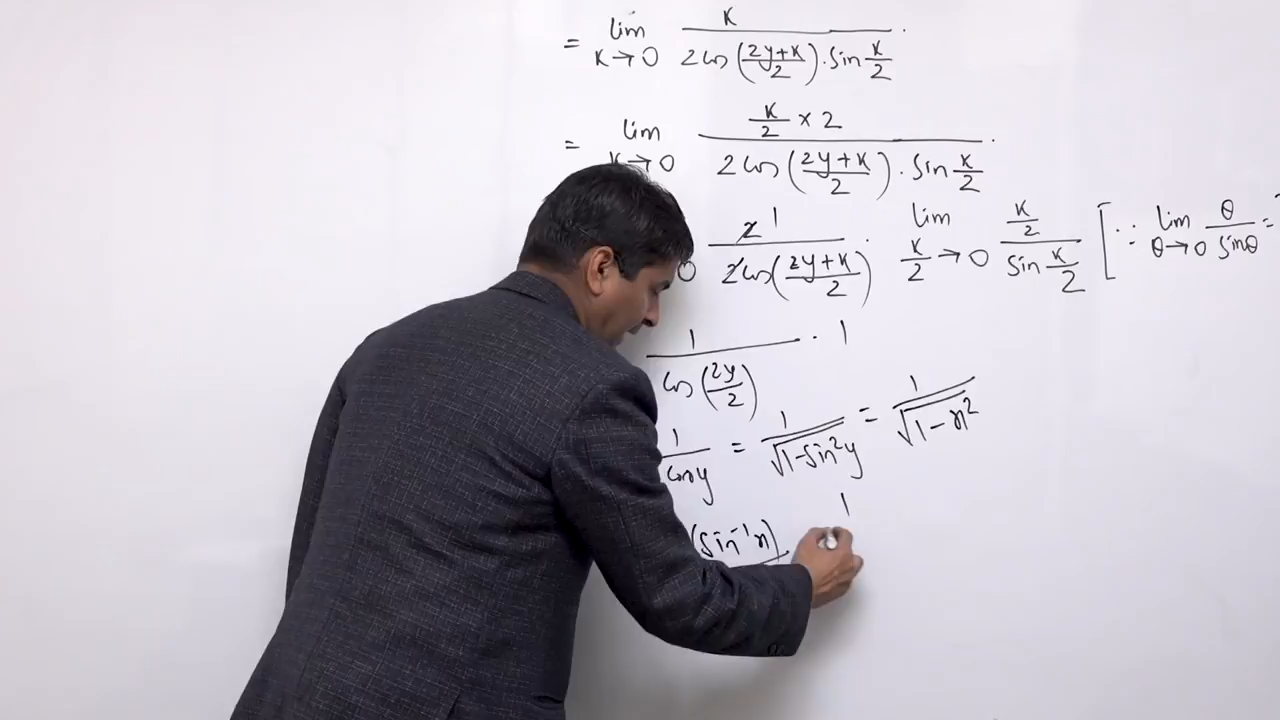 = lim K→0 K / 2cos((2y+K)/2).sin K/2 .
= lim K→0 K/2 × 2 / 2cos((2y+K)/2).sin K/2 .
0 2 1 / 2cos((2y+K)/2) . lim K/2→0 K/2 / sin K/2 [∵ lim θ→0 θ/sinθ =
1 / cos(2y/2) . 1
1/cosy = 1/√(1-sin²y) = 1/√(1-x²)
(sin⁻¹x) 1